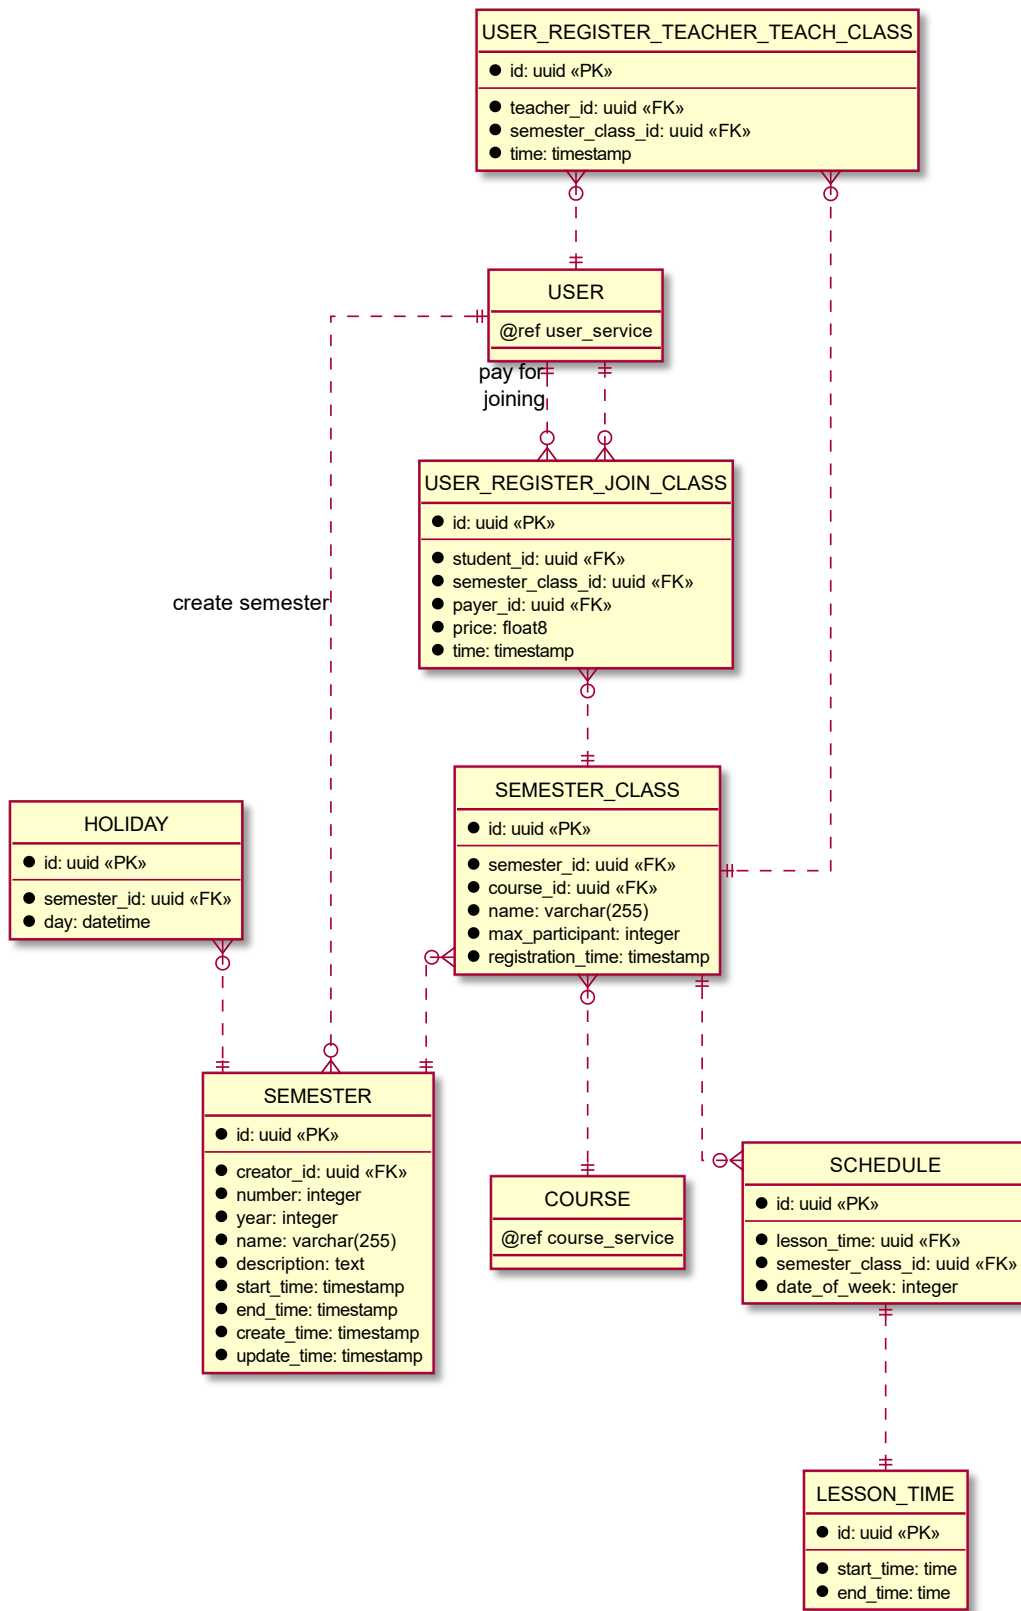 USER_REGISTER_TEACHER_TEACH_CLASS
id: uuid «PK»
teacher_id: uuid «FK»
semester_class_id: uuid «FK»
time: timestamp
USER
@ref user_service
pay for
joining
USER_REGISTER_JOIN_CLASS
id: uuid «PK»
student_id: uuid «FK»
semester_class_id: uuid «FK»
payer_id: uuid «FK»
price: float8
time: timestamp
create semester
SEMESTER_CLASS
id: uuid «PK»
semester_id: uuid «FK»
course_id: uuid «FK»
name: varchar(255)
max_participant: integer
registration_time: timestamp
HOLIDAY
id: uuid «PK»
semester_id: uuid «FK»
day: datetime
SEMESTER
id: uuid «PK»
creator_id: uuid «FK»
number: integer
year: integer
name: varchar(255)
description: text
start_time: timestamp
end_time: timestamp
create_time: timestamp
update_time: timestamp
COURSE
@ref course_service
SCHEDULE
id: uuid «PK»
lesson_time: uuid «FK»
semester_class_id: uuid «FK»
date_of_week: integer
LESSON_TIME
id: uuid «PK»
start_time: time
end_time: time